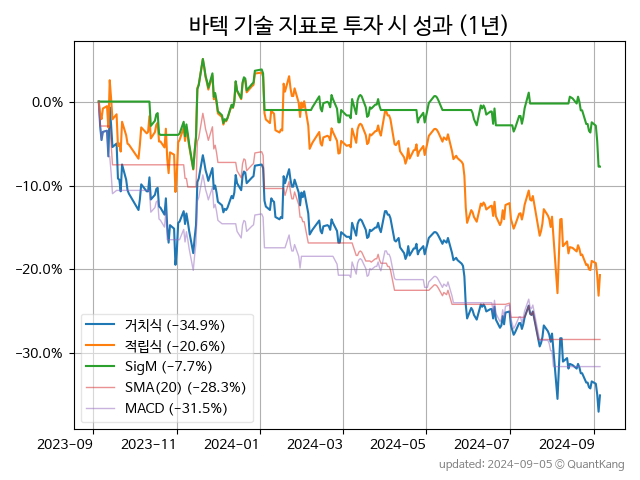 바텍 기술 지표로 투자 시 성과 (1년)
0.0%
−10.0%
−20.0%
−30.0%
거치식 (−34.9%)
적립식 (−20.6%)
SigM (−7.7%)
SMA(20) (−28.3%)
MACD (−31.5%)
2023-09 2023-11 2024-01 2024-03 2024-05 2024-07 2024-09
updated: 2024-09-05 © QuantKang